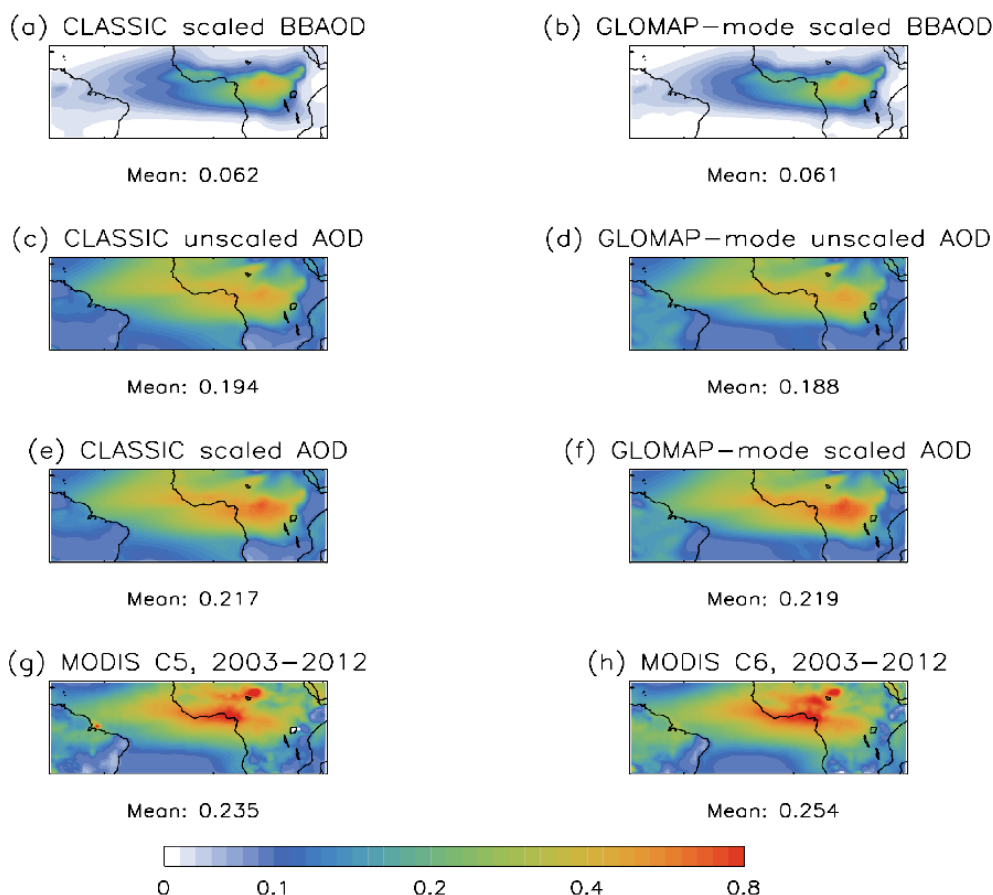 (a) CLASSIC scaled BBAOD
(b) GLOMAP-mode scaled BBAOD
Mean: 0.062
Mean: 0.061
(c) CLASSIC unscaled AOD
(d) GLOMAP-mode unscaled AOD
Mean: 0.194
Mean: 0.188
(e) CLASSIC scaled AOD
(f) GLOMAP-mode scaled AOD
Mean: 0.217
Mean: 0.219
(g) MODIS C5, 2003-2012
(h) MODIS C6, 2003-2012
Mean: 0.235
Mean: 0.254
0 0.1 0.2 0.4 0.8